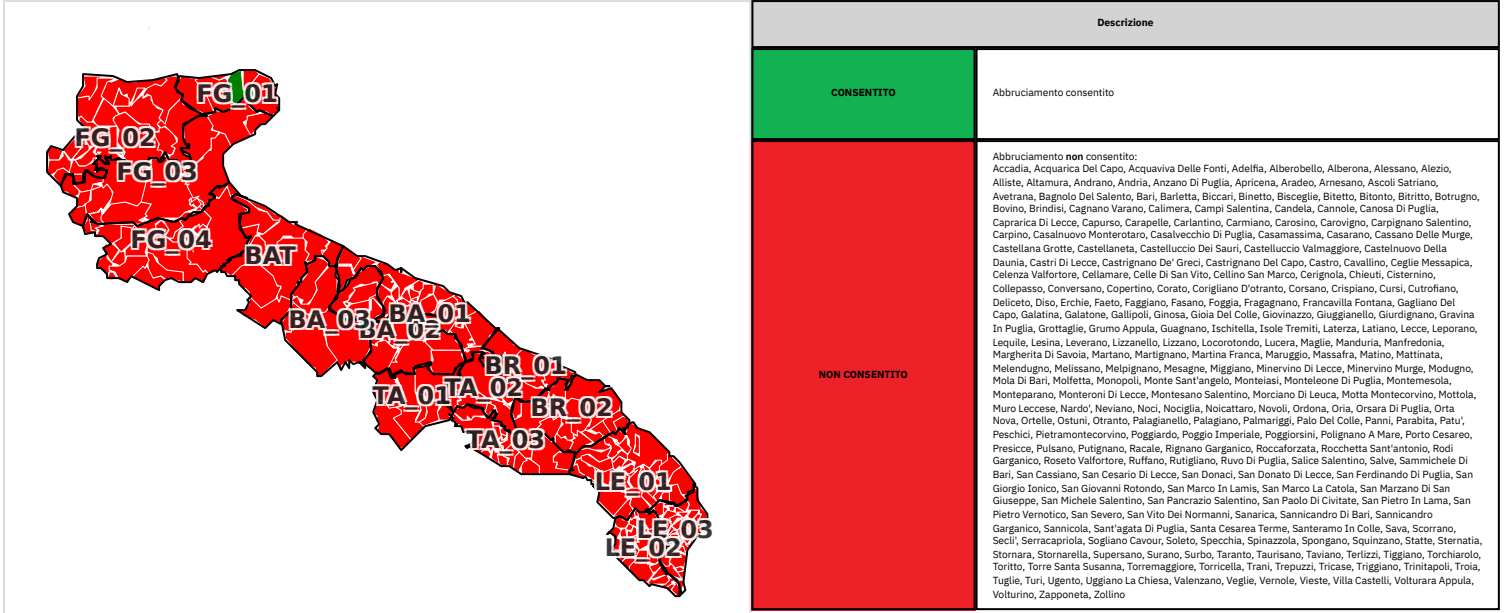 FG_01
FG_02
FG_03
FG_04
BAT
BA_01
BA_03
BA_02
BR_01
TA_02
TA_01
BR_02
TA_03
LE_01
LE_03
LE_02
Descrizione
CONSENTITO
Abbruciamento consentito
NON CONSENTITO
Abbruciamento non consentito:
Accadia, Acquarica Del Capo, Acquaviva Delle Fonti, Adelfia, Alberobello, Alberona, Alessano, Alezio,
Alliste, Altamura, Andrano, Andria, Anzano Di Puglia, Apricena, Aradeo, Arnesano, Ascoli Satriano,
Avetrana, Bagnolo Del Salento, Bari, Barletta, Biccari, Binetto, Bisceglie, Bitetto, Bitonto, Bitritto, Botrugno,
Bovino, Brindisi, Cagnano Varano, Calimera, Campi Salentina, Candela, Cannole, Canosa Di Puglia,
Caprarica Di Lecce, Capurso, Carapelle, Carlantino, Carmiano, Carosino, Carovigno, Carpignano Salentino,
Carpino, Casalnuovo Monterotaro, Casalvecchio Di Puglia, Casamassima, Casarano, Cassano Delle Murge,
Castellana Grotte, Castellaneta, Castelluccio Dei Sauri, Castelluccio Valmaggiore, Castelnuovo Della
Daunia, Castri Di Lecce, Castrignano De' Greci, Castrignano Del Capo, Castro, Cavallino, Ceglie Messapica,
Celenza Valfortore, Cellamare, Celle Di San Vito, Cellino San Marco, Cerignola, Chieuti, Cisternino,
Collepasso, Conversano, Copertino, Corato, Corigliano D'otranto, Corsano, Crispiano, Cursi, Cutrofiano,
Deliceto, Diso, Erchie, Faeto, Faggiano, Fasano, Foggia, Fragagnano, Francavilla Fontana, Gagliano Del
Capo, Galatina, Galatone, Gallipoli, Ginosa, Gioia Del Colle, Giovinazzo, Giuggianello, Giurdignano, Gravina
In Puglia, Grottaglie, Grumo Appula, Guagnano, Ischitella, Isole Tremiti, Laterza, Latiano, Lecce, Leporano,
Lequile, Lesina, Leverano, Lizzanello, Lizzano, Locorotondo, Lucera, Maglie, Manduria, Manfredonia,
Margherita Di Savoia, Martano, Martignano, Martina Franca, Maruggio, Massafra, Matino, Mattinata,
Melendugno, Melissano, Melpignano, Mesagne, Miggiano, Minervino Di Lecce, Minervino Murge, Modugno,
Mola Di Bari, Molfetta, Monopoli, Monte Sant'angelo, Monteiasi, Monteleone Di Puglia, Montemesola,
Monteparano, Monteroni Di Lecce, Montesano Salentino, Morciano Di Leuca, Motta Montecorvino, Mottola,
Muro Leccese, Nardo', Neviano, Noci, Nociglia, Noicattaro, Novoli, Ordona, Oria, Orsara Di Puglia, Orta
Nova, Ortelle, Ostuni, Otranto, Palagianello, Palagiano, Palmariggi, Palo Del Colle, Panni, Parabita, Patu',
Peschici, Pietramontecorvino, Poggiardo, Poggio Imperiale, Poggiorsini, Polignano A Mare, Porto Cesareo,
Presicce, Pulsano, Putignano, Racale, Rignano Garganico, Roccaforzata, Rocchetta Sant'antonio, Rodi
Garganico, Roseto Valfortore, Ruffano, Rutigliano, Ruvo Di Puglia, Salice Salentino, Salve, Sammichele Di
Bari, San Cassiano, San Cesario Di Lecce, San Donaci, San Donato Di Lecce, San Ferdinando Di Puglia, San
Giorgio Ionico, San Giovanni Rotondo, San Marco In Lamis, San Marco La Catola, San Marzano Di San
Giuseppe, San Michele Salentino, San Pancrazio Salentino, San Paolo Di Civitate, San Pietro In Lama, San
Pietro Vernotico, San Severo, San Vito Dei Normanni, Sanarica, Sannicandro Di Bari, Sannicandro
Garganico, Sannicola, Sant'agata Di Puglia, Santa Cesarea Terme, Santeramo In Colle, Sava, Scorrano,
Secli', Serracapriola, Sogliano Cavour, Soleto, Specchia, Spinazzola, Spongano, Squinzano, Statte, Sternatia,
Stornara, Stornarella, Supersano, Surano, Surbo, Taranto, Taurisano, Taviano, Terlizzi, Tiggiano, Torchiarolo,
Toritto, Torre Santa Susanna, Torremaggiore, Torricella, Trani, Trepuzzi, Tricase, Triggiano, Trinitapoli, Troia,
Tuglie, Turi, Ugento, Uggiano La Chiesa, Valenzano, Veglie, Vernole, Vieste, Villa Castelli, Volturara Appula,
Volturino, Zapponeta, Zollino